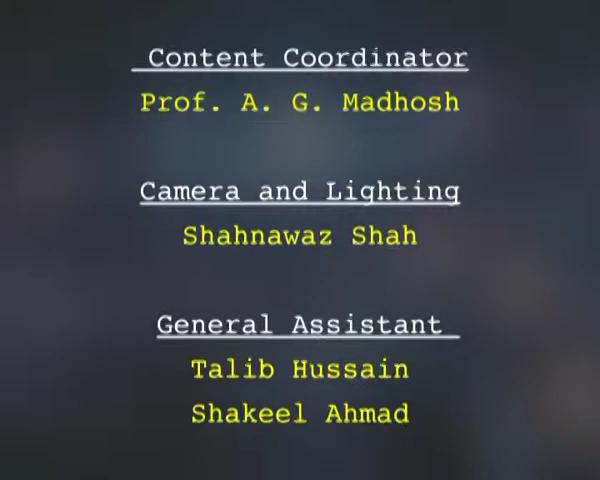 Content Coordinator
Prof. A. G. Madhosh
Camera and Lighting
Shahnawaz Shah
General Assistant
Talib Hussain
Shakeel Ahmad